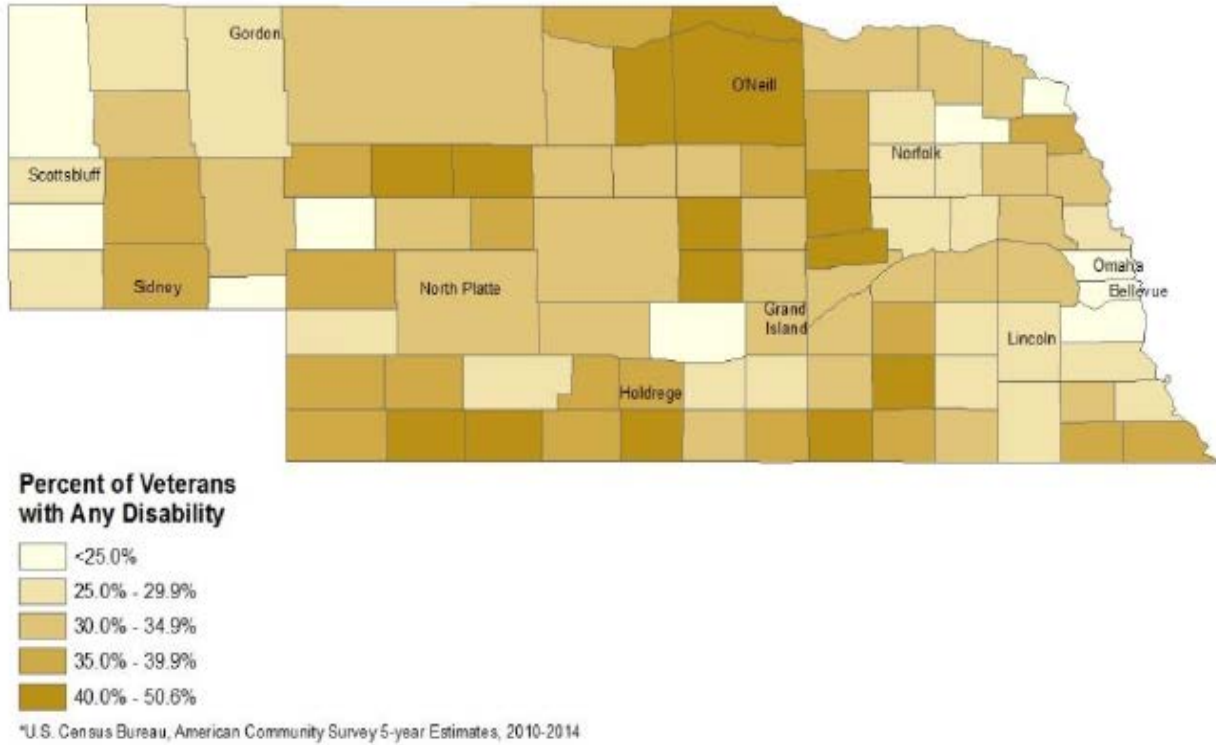 Gordon
O'Neill
Norfolk
Scottsbluff
Sidney
North Platte
Omaha
Bellevue
Grand
Island
Lincoln
Holdrege
Percent of Veterans
with Any Disability
<25.0%
25.0% - 29.9%
30.0% - 34.9%
35.0% - 39.9%
40.0% - 50.6%
*U.S. Census Bureau, American Community Survey 5-year Estimates, 2010-2014